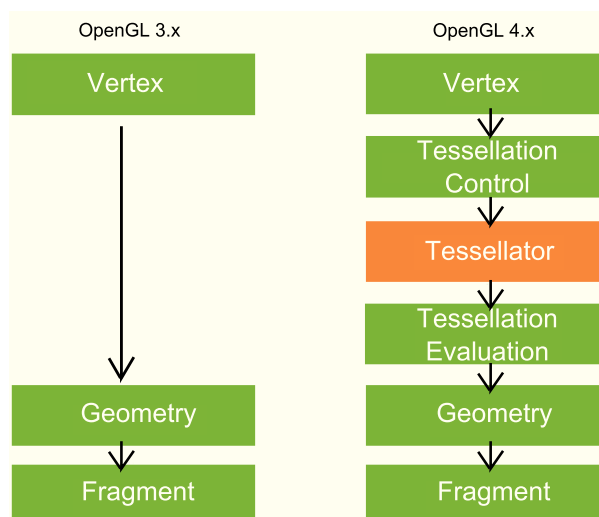 OpenGL 3.x
Vertex
Geometry
Fragment
OpenGL 4.x
Vertex
Tessellation
Control
Tessellator
Tessellation
Evaluation
Geometry
Fragment